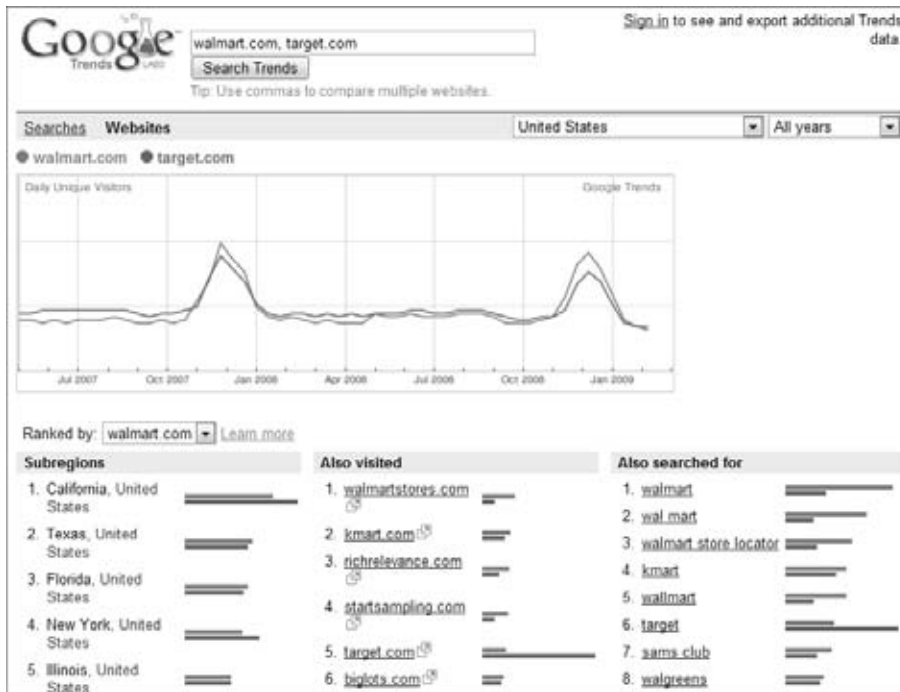 Google
Trends LABS
Sign in to see and export additional Trends
data.
walmart.com, target.com
Search Trends
Tip: Use commas to compare multiple websites.
Searches Websites
United States
All years
walmart.com target.com
Daily Unique Visitors
Google Trends
Jul 2007 Oct 2007 Jan 2008 Apr 2008 Jul 2008 Oct 2008 Jan 2009
Ranked by: walmart.com Learn more
Subregions
1. California, United
States
2. Texas, United
States
3. Florida, United
States
4. New York, United
States
5. Illinois, United
States
Also visited
1. walmartstores.com
2. kmart.com
3. richrelevance.com
4. startsampling.com
5. target.com
6. biglots.com
Also searched for
1. walmart
2. wal mart
3. walmart store locator
4. kmart
5. wallmart
6. target
7. sams club
8. walgreens